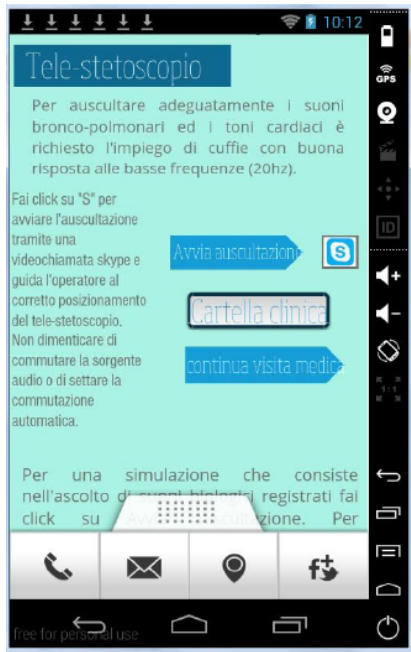 10:12
Tele-stetoscopio
Per auscultare adeguatamente i suoni
bronco-polmonari ed i toni cardiaci è
richiesto l'impiego di cuffie con buona
risposta alle basse frequenze (20hz).
Fai click su "S" per
avviare l'auscultazione
tramite una
videochiamata skype e
guida l'operatore al
corretto posizionamento
del tele-stetoscopio.
Non dimenticare di
commutare la sorgente
audio o di settare la
commutazione
automatica.
Avvia auscultazione
S
Cartella clinica
continua visita medica
Per una simulazione che consiste
nell'ascolto di suoni biologici registrati fai
click su Avvia auscultazione. Per
free for personal use
GPS
ID
1:1